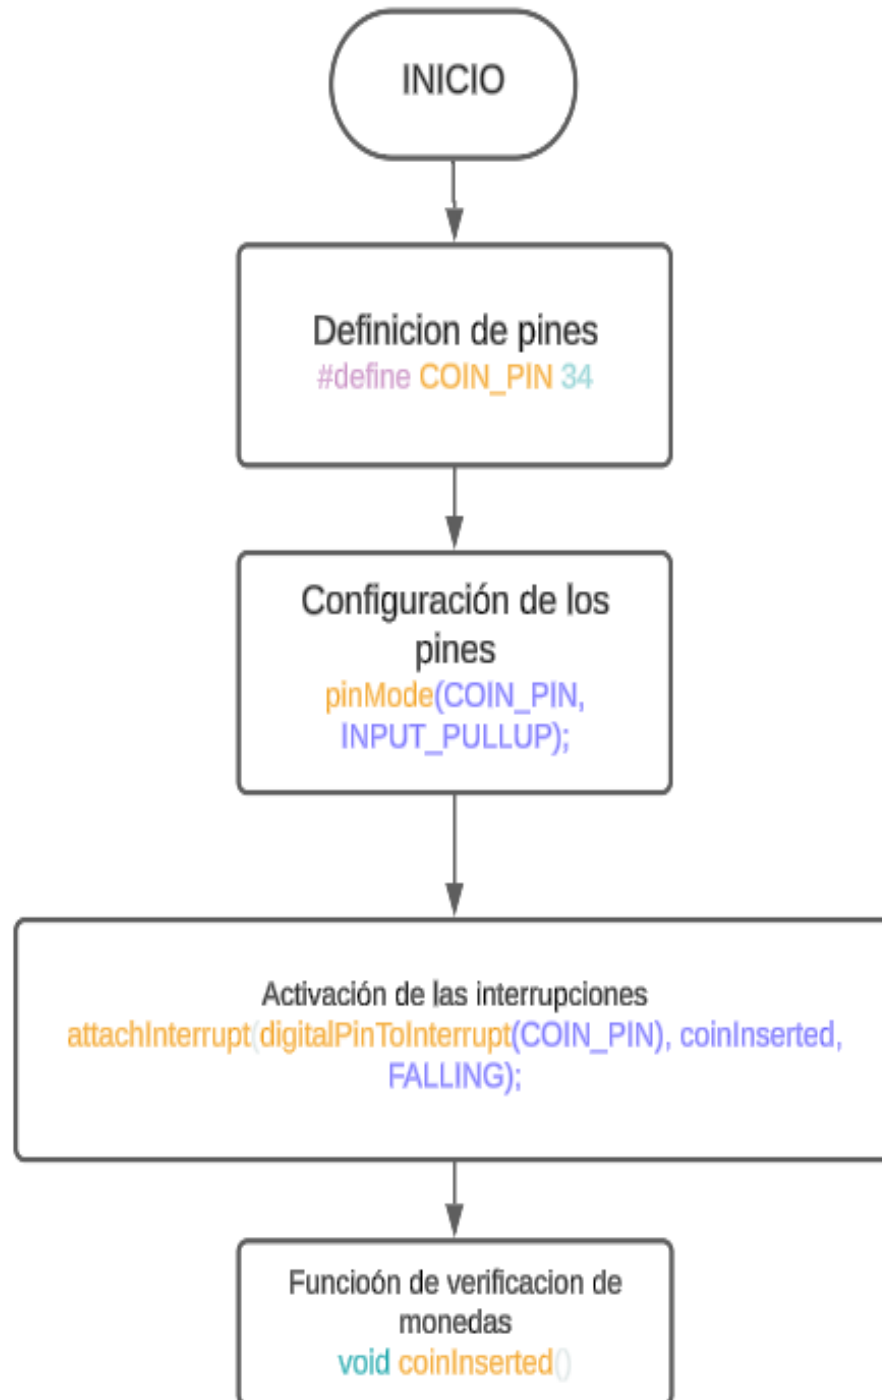 INICIO
Definicion de pines
#define COIN_PIN 34
Configuración de los
pines
pinMode(COIN_PIN,
INPUT_PULLUP);
Activación de las interrupciones
attachInterrupt(digitalPinToInterrupt(COIN_PIN), coinInserted,
FALLING);
Funcioón de verificacion de
monedas
void coinInserted()